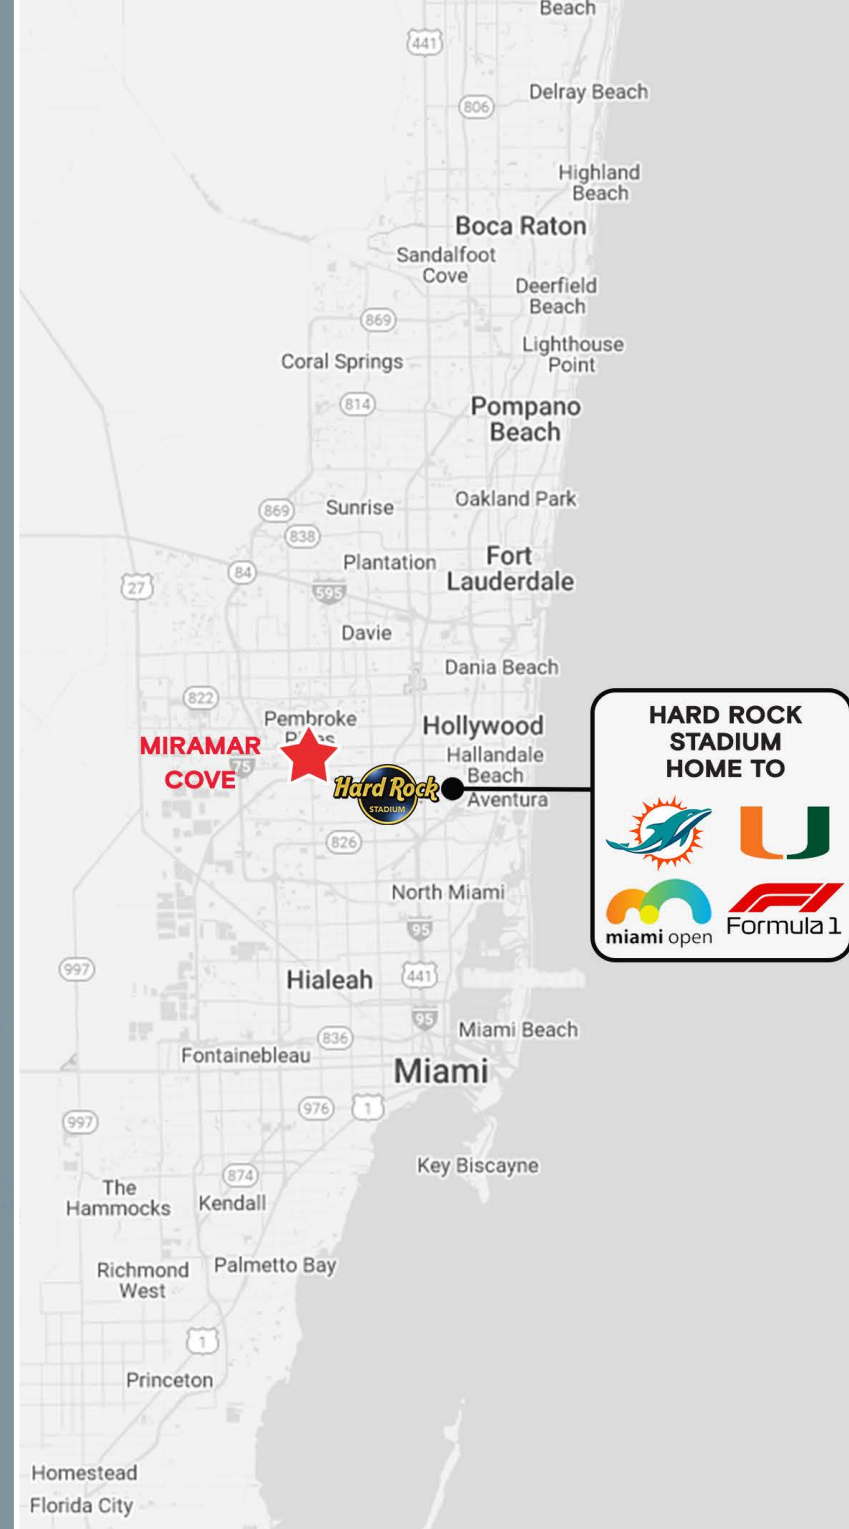 Beach
441
Delray Beach
806
Highland
Beach
Boca Raton
Sandalfoot
Cove
Deerfield
Beach
869
Lighthouse
Point
Coral Springs
814
Pompano
Beach
Oakland Park
869
Sunrise
838
Fort
Lauderdale
Plantation
84
27
595
Davie
Dania Beach
822
Pembroke
Hollywood
MIRAMAR
COVE
75
Hallandale
Beach
Aventura
Hard Rock
STADIUM
HARD ROCK
STADIUM
HOME TO
miami open
Formula 1
826
North Miami
95
997
Hialeah
441
95
Miami Beach
836
Fontainebleau
Miami
976
1
997
Key Biscayne
874
The
Hammocks
Kendall
Richmond
West
Palmetto Bay
1
Princeton
Homestead
Florida City